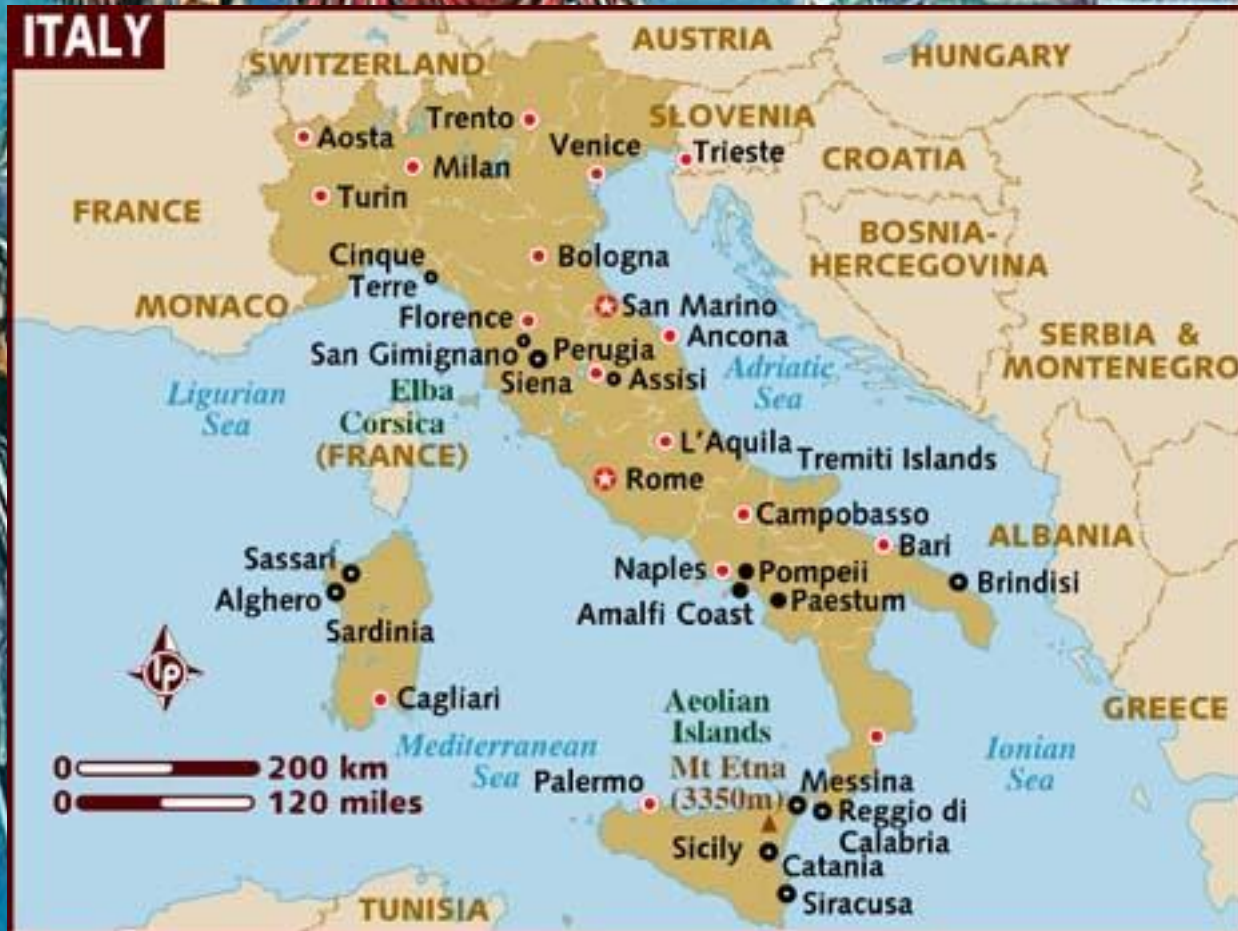 ITALY
AUSTRIA
HUNGARY
SWITZERLAND
SLOVENIA
Trento
Aosta
Venice
Trieste
CROATIA
Milan
Turin
FRANCE
BOSNIA-
HERCEGOVINA
Cinque
Terre
Bologna
MONACO
San Marino
Florence
Ancona
SERBIA &
MONTENEGRO
San Gimignano
Perugia
Siena
Assisi
Adriatic
Sea
Ligurian
Sea
Elba
Corsica
(FRANCE)
L'Aquila
Tremiti Islands
Rome
Campobasso
Bari
ALBANIA
Sassari
Alghero
Sardinia
Naples
Pompeii
Brindisi
Amalfi Coast
Paestum
lp
Cagliari
Aeolian
Islands
GREECE
Mediterranean
Sea
Ionian
Sea
0 200 km
0 120 miles
Mt Etna
(3350m)
Palermo
Messina
Reggio di
Calabria
Sicily
Catania
Siracusa
TUNISIA